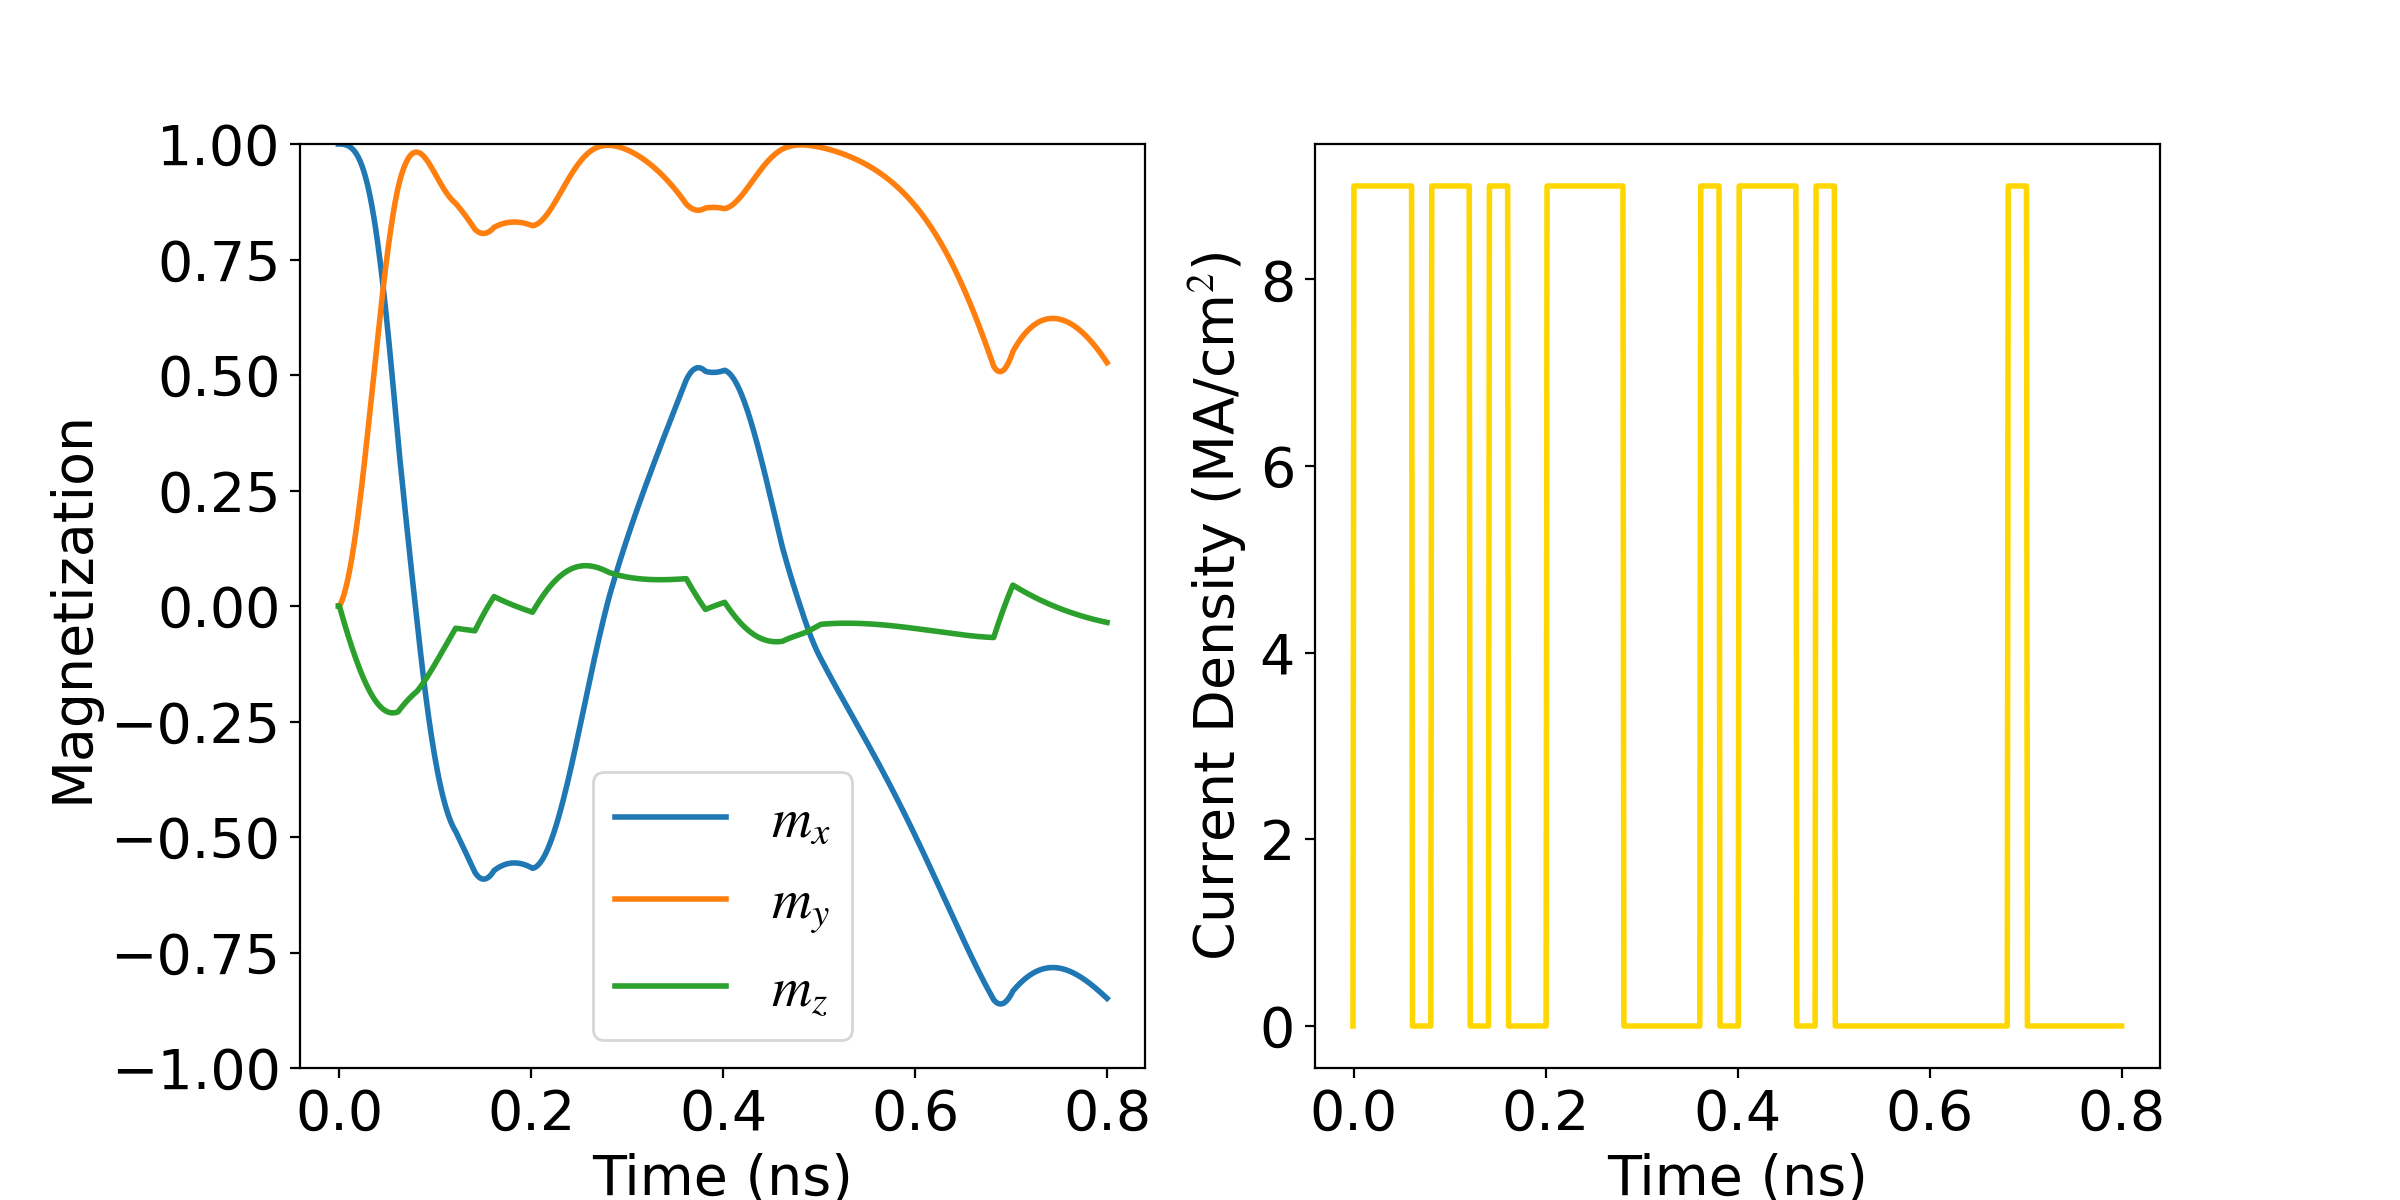 Magnetization
1.00
0.75
0.50
0.25
0.00
−0.25
−0.50
−0.75
−1.00
0.0 0.2 0.4 0.6 0.8
Time (ns)
m_x
m_y
m_z
Current Density (MA/cm²)
8
6
4
2
0
0.0 0.2 0.4 0.6 0.8
Time (ns)